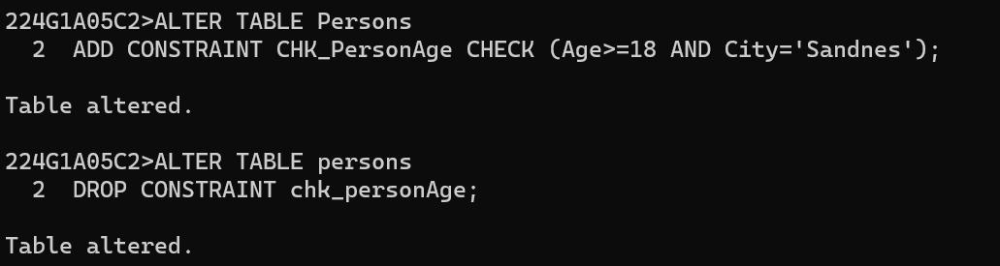 224G1A05C2>ALTER TABLE Persons
2 ADD CONSTRAINT CHK_PersonAge CHECK (Age>=18 AND City='Sandnes');
Table altered.
224G1A05C2>ALTER TABLE persons
2 DROP CONSTRAINT chk_personAge;
Table altered.